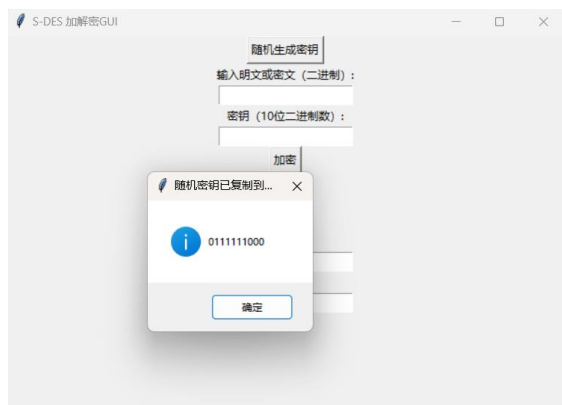 S-DES 加解密GUI
随机生成密钥
输入明文或密文（二进制）：
密钥（10位二进制数）：
加密
随机密钥已复制到...
0111111000
确定